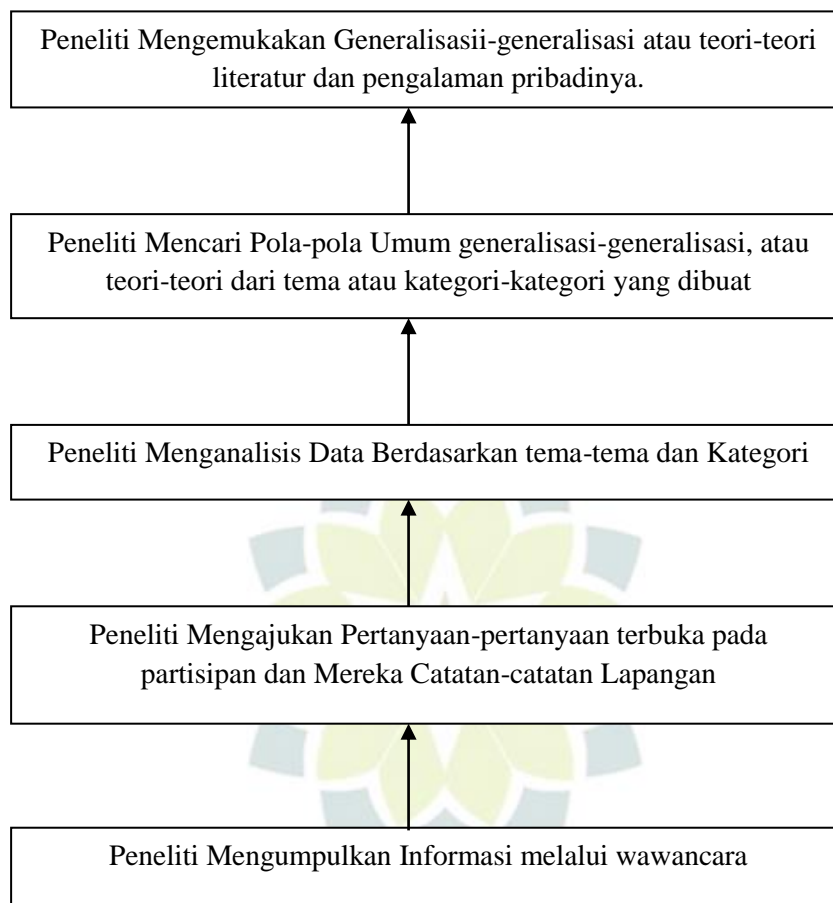 Peneliti Mengemukakan Generalisasii-generalisasi atau teori-teori
literatur dan pengalaman pribadinya.
Peneliti Mencari Pola-pola Umum generalisasi-generalisasi, atau
teori-teori dari tema atau kategori-kategori yang dibuat
Peneliti Menganalisis Data Berdasarkan tema-tema dan Kategori
Peneliti Mengajukan Pertanyaan-pertanyaan terbuka pada
partisipan dan Mereka Catatan-catatan Lapangan
Peneliti Mengumpulkan Informasi melalui wawancara